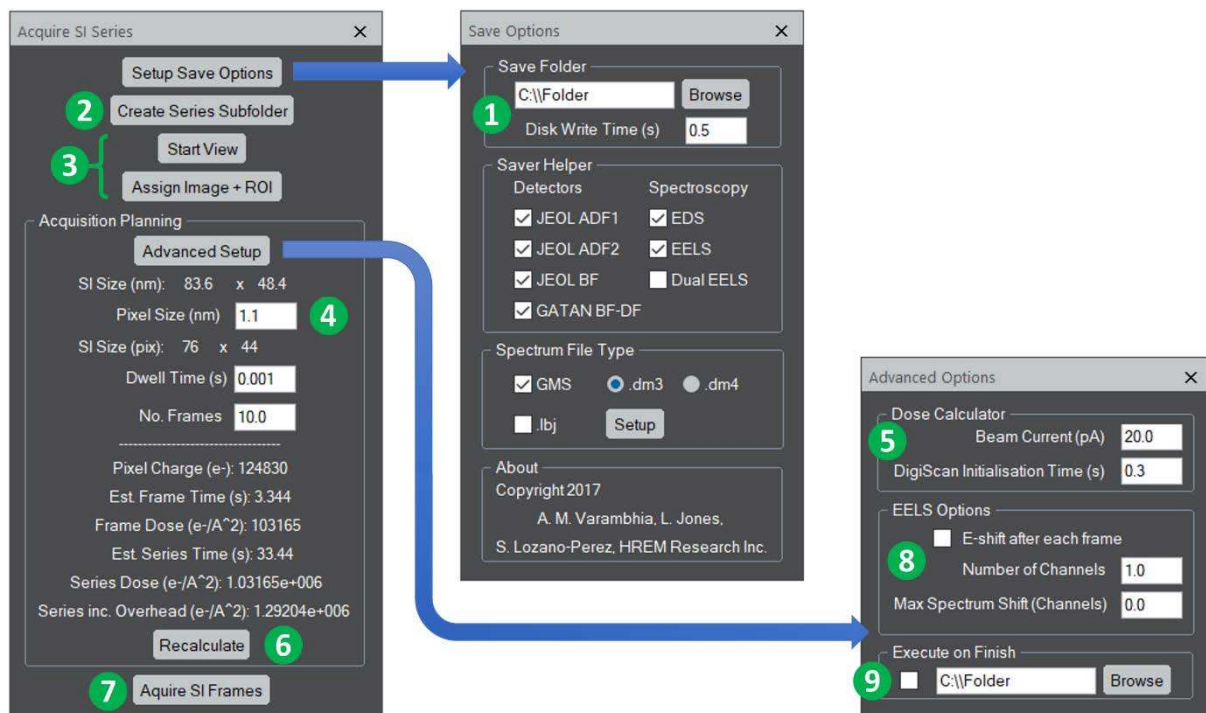 Acquire SI Series
Setup Save Options
2 Create Series Subfolder
3 Start View
Assign Image + ROI
Acquisition Planning
Advanced Setup
SI Size (nm): 83.6 x 48.4
Pixel Size (nm) 1.1 4
SI Size (pix): 76 x 44
Dwell Time (s) 0.001
No. Frames 10.0
----------------------------------
Pixel Charge (e-): 124830
Est. Frame Time (s): 3.344
Frame Dose (e-/A^2): 103165
Est. Series Time (s): 33.44
Series Dose (e-/A^2): 1.03165e+006
Series inc. Overhead (e-/A^2): 1.29204e+006
Recalculate 6
7 Aquire SI Frames
Save Options
Save Folder
1 C:\\Folder Browse
Disk Write Time (s) 0.5
Saver Helper
Detectors Spectroscopy
JEOL ADF1 EDS
JEOL ADF2 EELS
JEOL BF Dual EELS
GATAN BF-DF
Spectrum File Type
GMS .dm3 .dm4
.lbj Setup
About
Copyright 2017
A. M. Varambhia, L. Jones,
S. Lozano-Perez, HREM Research Inc.
Advanced Options
Dose Calculator
5 Beam Current (pA) 20.0
DigiScan Initialisation Time (s) 0.3
EELS Options
8 E-shift after each frame
Number of Channels 1.0
Max Spectrum Shift (Channels) 0.0
Execute on Finish
9 C:\\Folder Browse